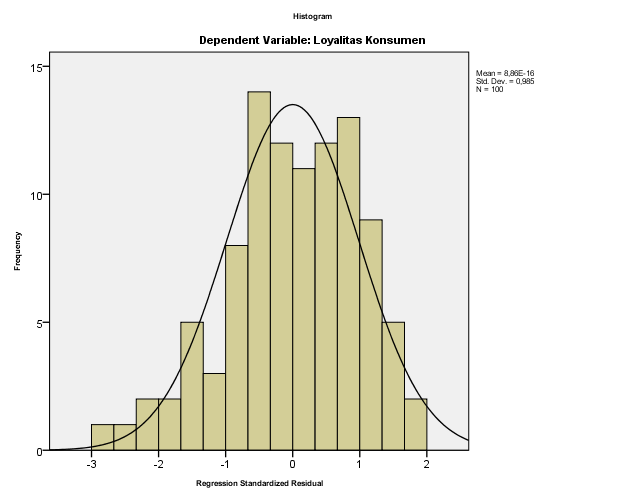 Histogram
Dependent Variable: Loyalitas Konsumen
Mean = 8,86E-16
Std. Dev. = 0,985
N = 100
15
10
5
0
Frequency
-3 -2 -1 0 1 2
Regression Standardized Residual